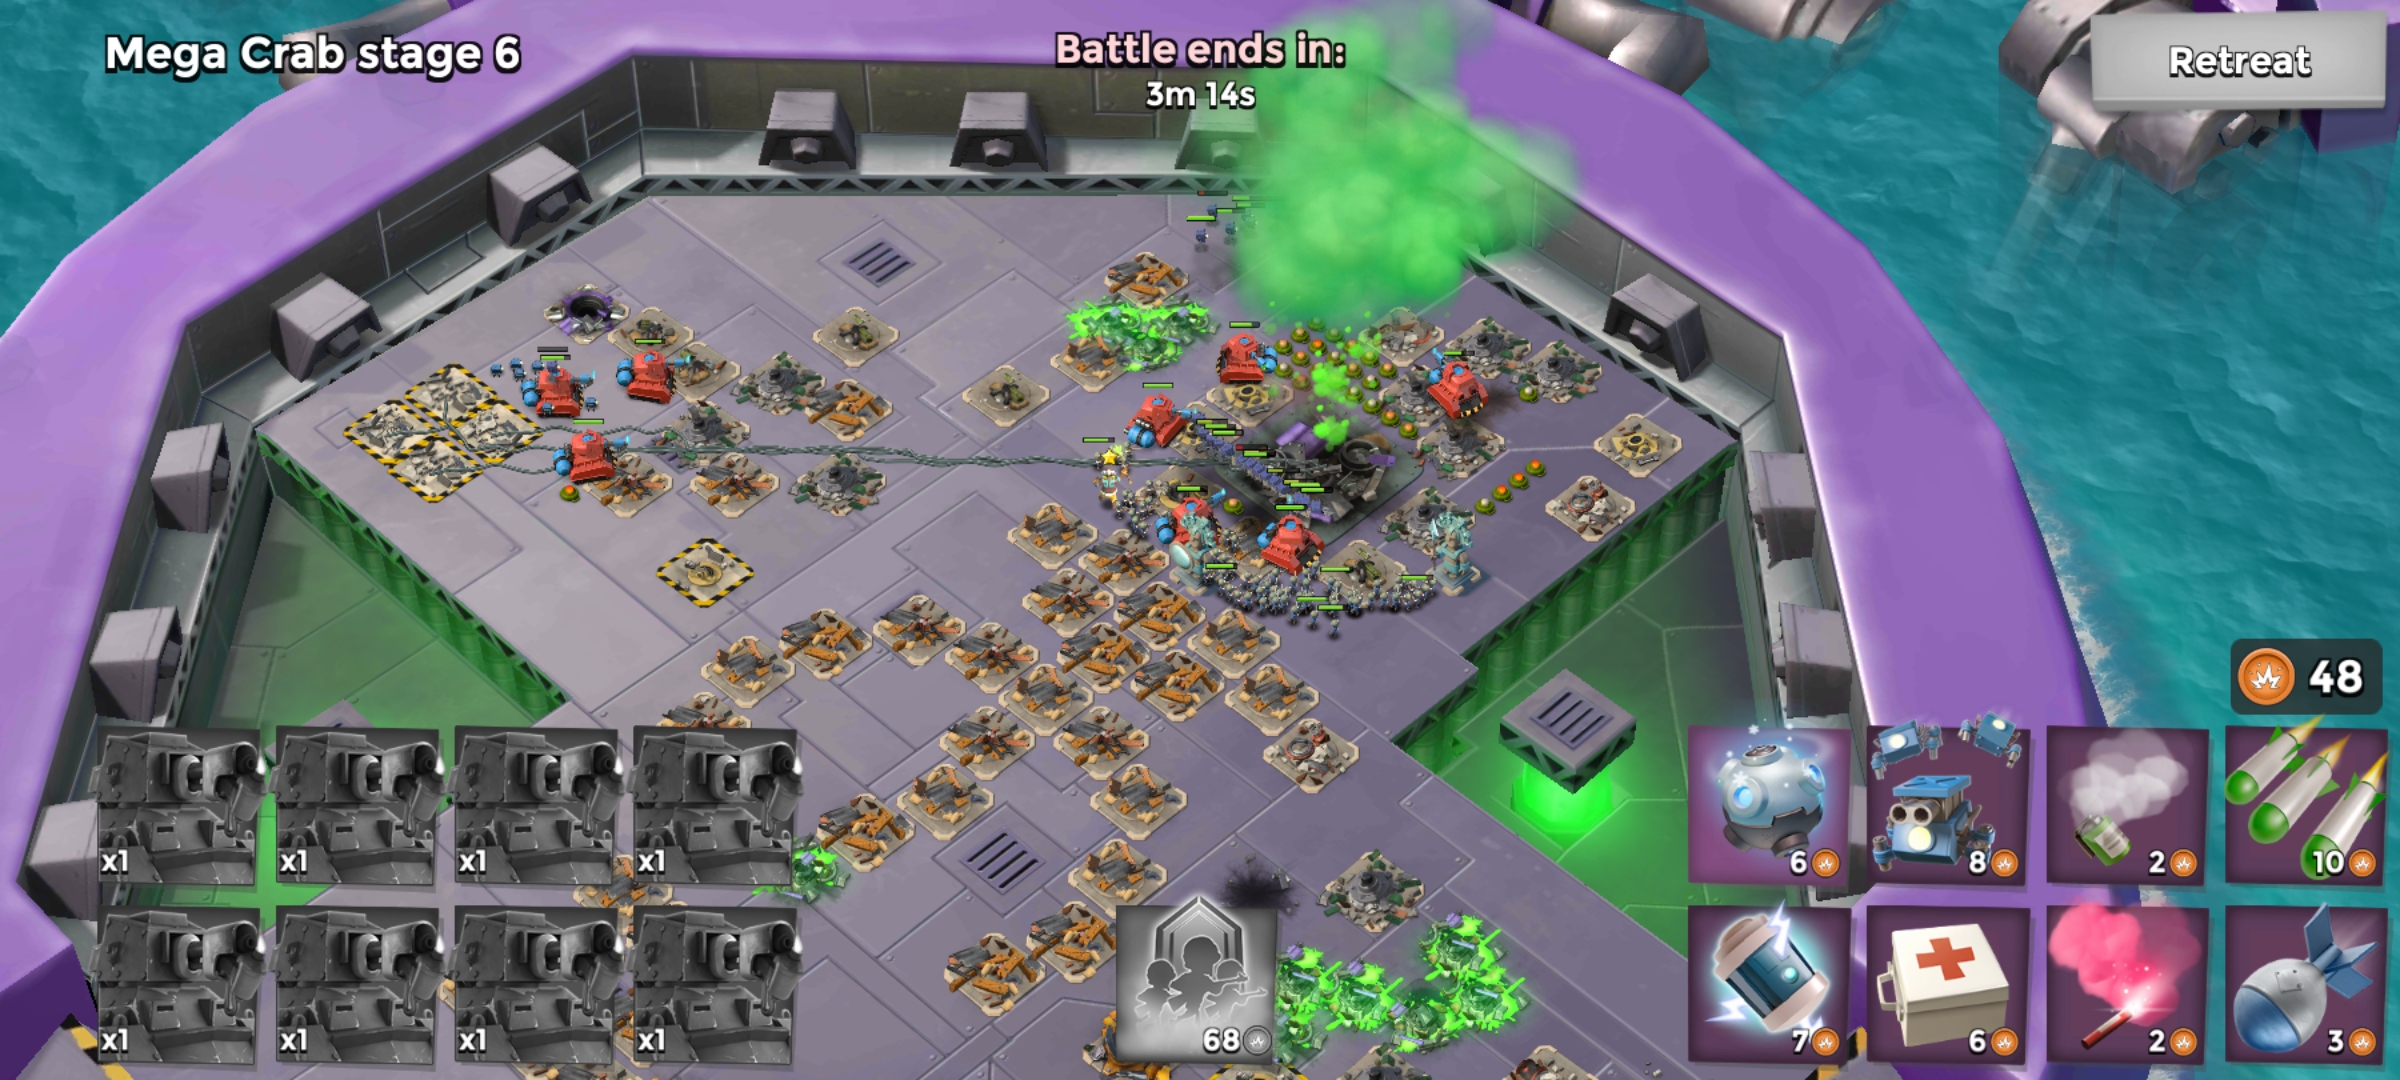 Mega Crab stage 6
Battle ends in:
3m 14s
Retreat
48
x1 x1 x1 x1
6 8 2 10
x1 x1 x1 x1
68
7 6 2 3